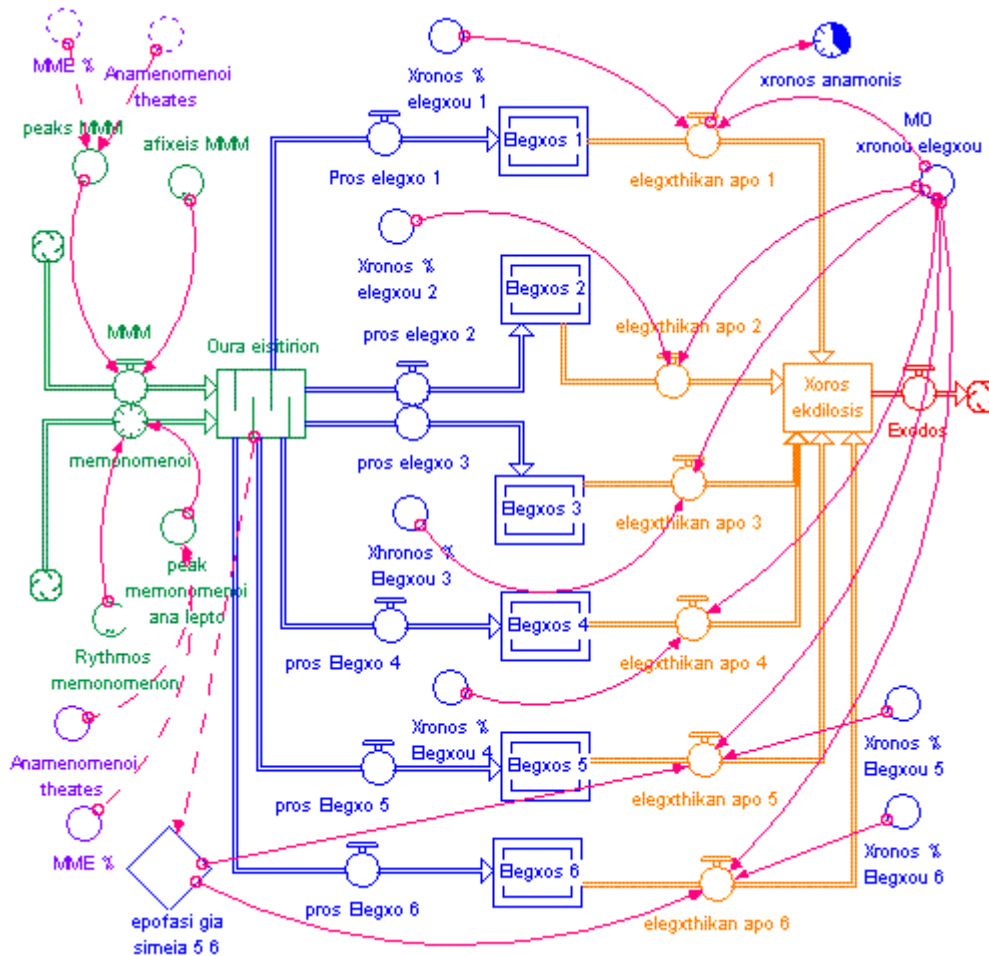 MME %
Anamenomenoi
theates
peaks MMM
afixeis MMM
Xronos %
elegxou 1
xronos anamonis
MO
xronou elegxou
Elegxos 1
Pros elegxo 1
elegxthikan apo 1
Xronos %
elegxou 2
Elegxos 2
pros elegxo 2
elegxthikan apo 2
MMM
Oura eisitirion
Xoros
ekdilosis
Exodos
memonomenoi
pros elegxo 3
Elegxos 3
elegxthikan apo 3
Xhronos %
Elegxou 3
peak
memonomenoi
ana lepto
Rythmos
memonomenon
Elegxos 4
pros Elegxo 4
elegxthikan apo 4
Xronos %
Elegxou 4
Anamenomenoi
theates
Elegxos 5
pros Elegxo 5
elegxthikan apo 5
Xronos %
Elegxou 5
MME %
Elegxos 6
pros Elegxo 6
elegxthikan apo 6
Xronos %
Elegxou 6
epofasi gia
simeia 5 6